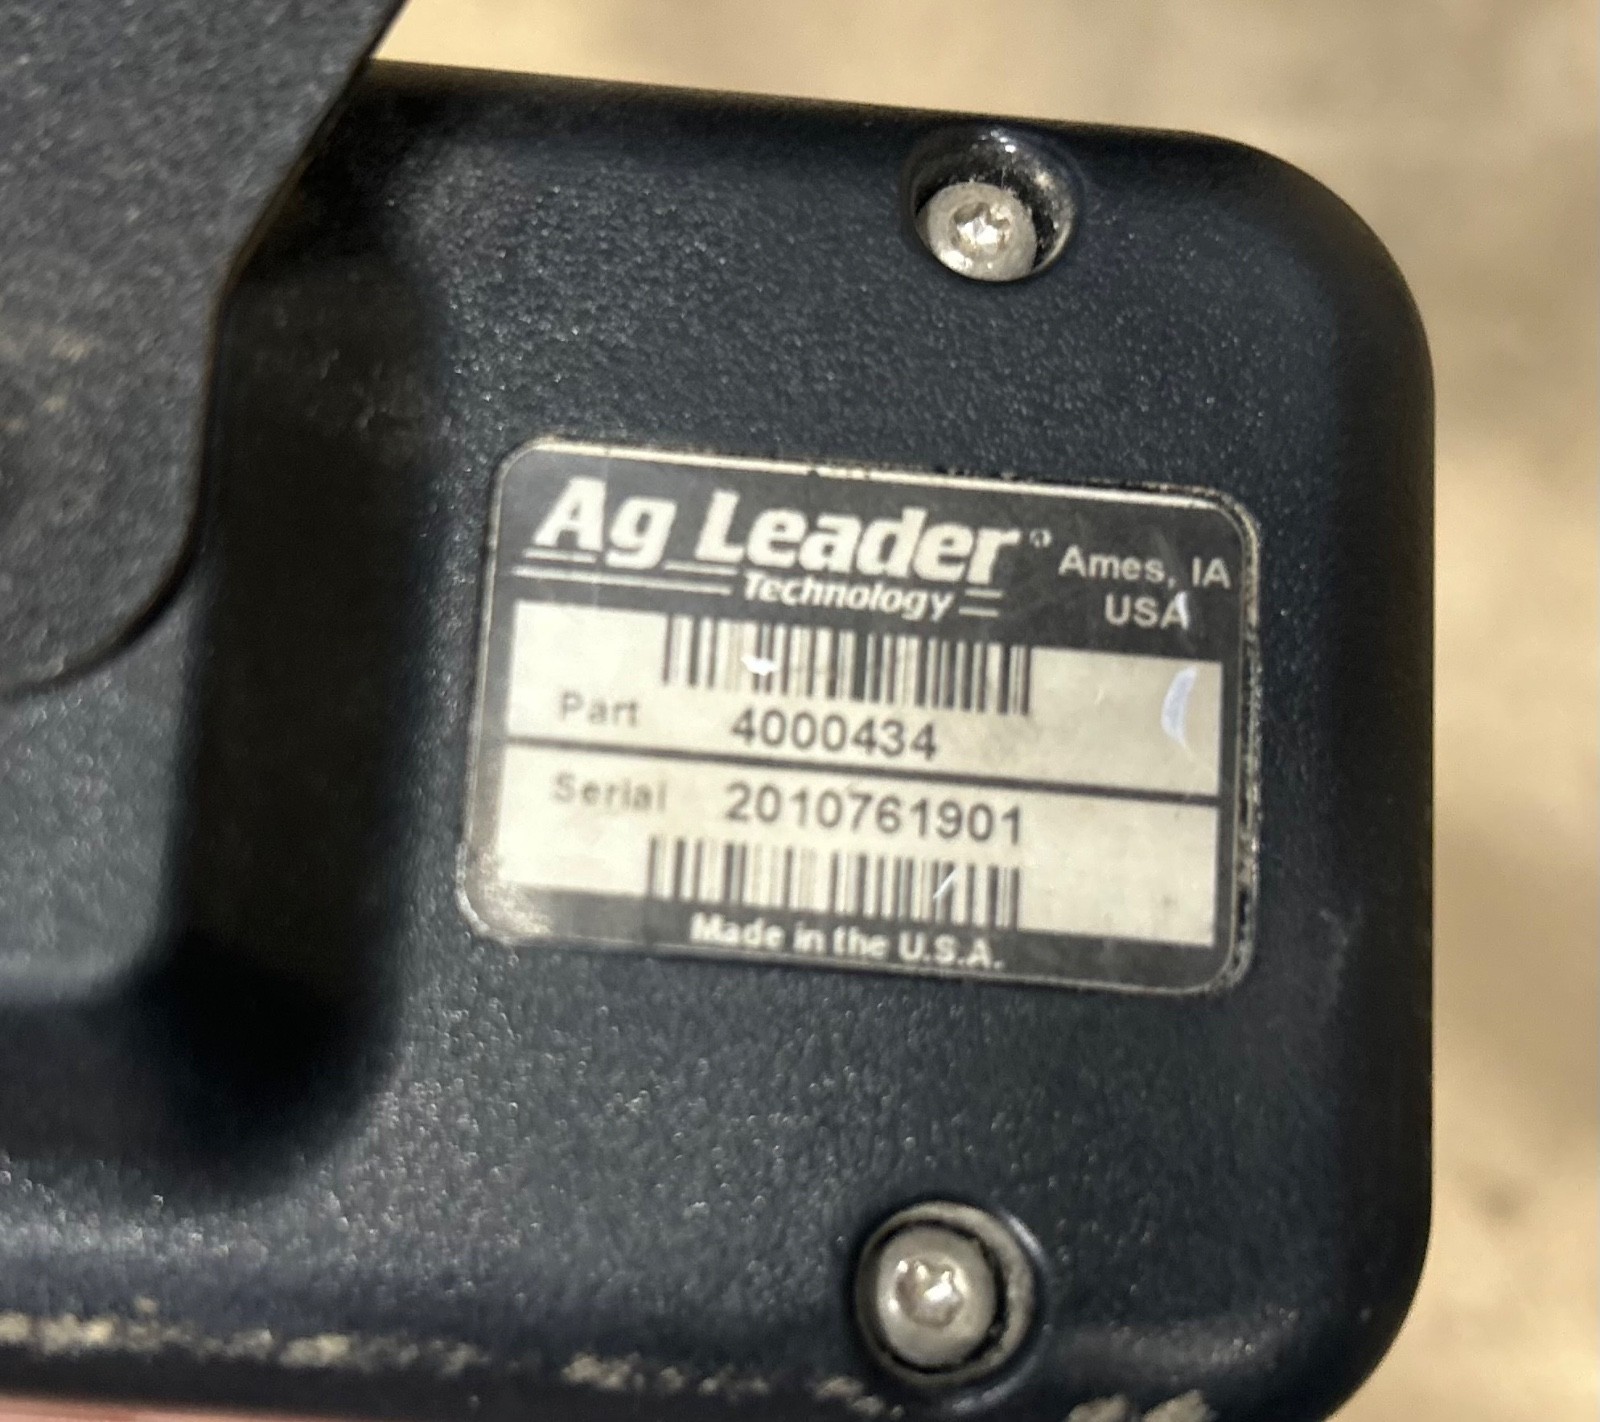 Ag Leader® Ames, IA
Technology USA
Part 4000434
Serial 2010761901
Made in the U.S.A.